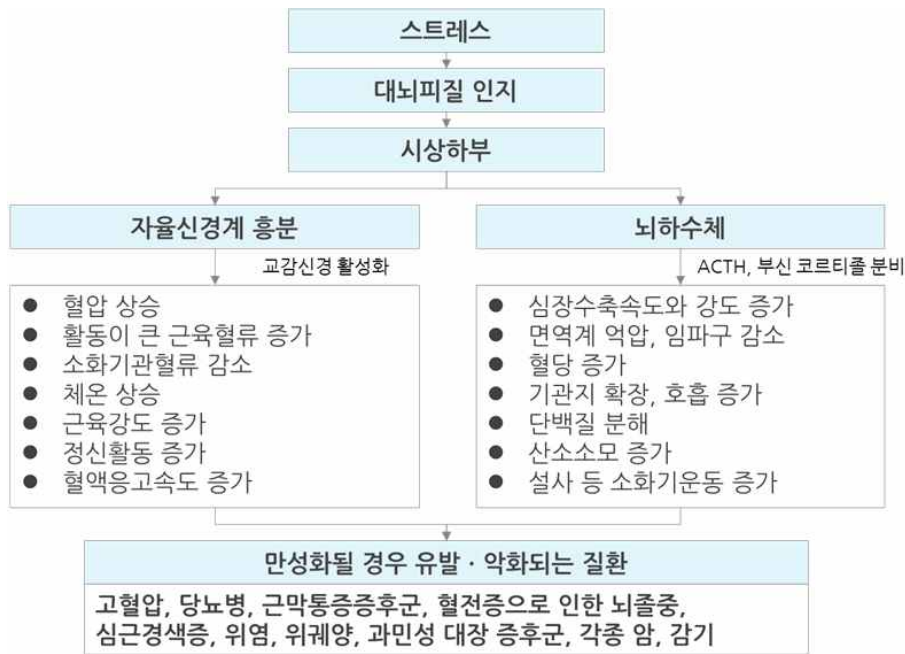 스트레스
대뇌피질 인지
시상하부
자율신경계 흥분
교감신경 활성화
● 혈압 상승
● 활동이 큰 근육혈류 증가
● 소화기관혈류 감소
● 체온 상승
● 근육강도 증가
● 정신활동 증가
● 혈액응고속도 증가
뇌하수체
ACTH, 부신 코르티졸 분비
● 심장수축속도와 강도 증가
● 면역계 억압, 임파구 감소
● 혈당 증가
● 기관지 확장, 호흡 증가
● 단백질 분해
● 산소소모 증가
● 설사 등 소화기운동 증가
만성화될 경우 유발 · 악화되는 질환
고혈압, 당뇨병, 근막통증증후군, 혈전증으로 인한 뇌졸중,
심근경색증, 위염, 위궤양, 과민성 대장 증후군, 각종 암, 감기